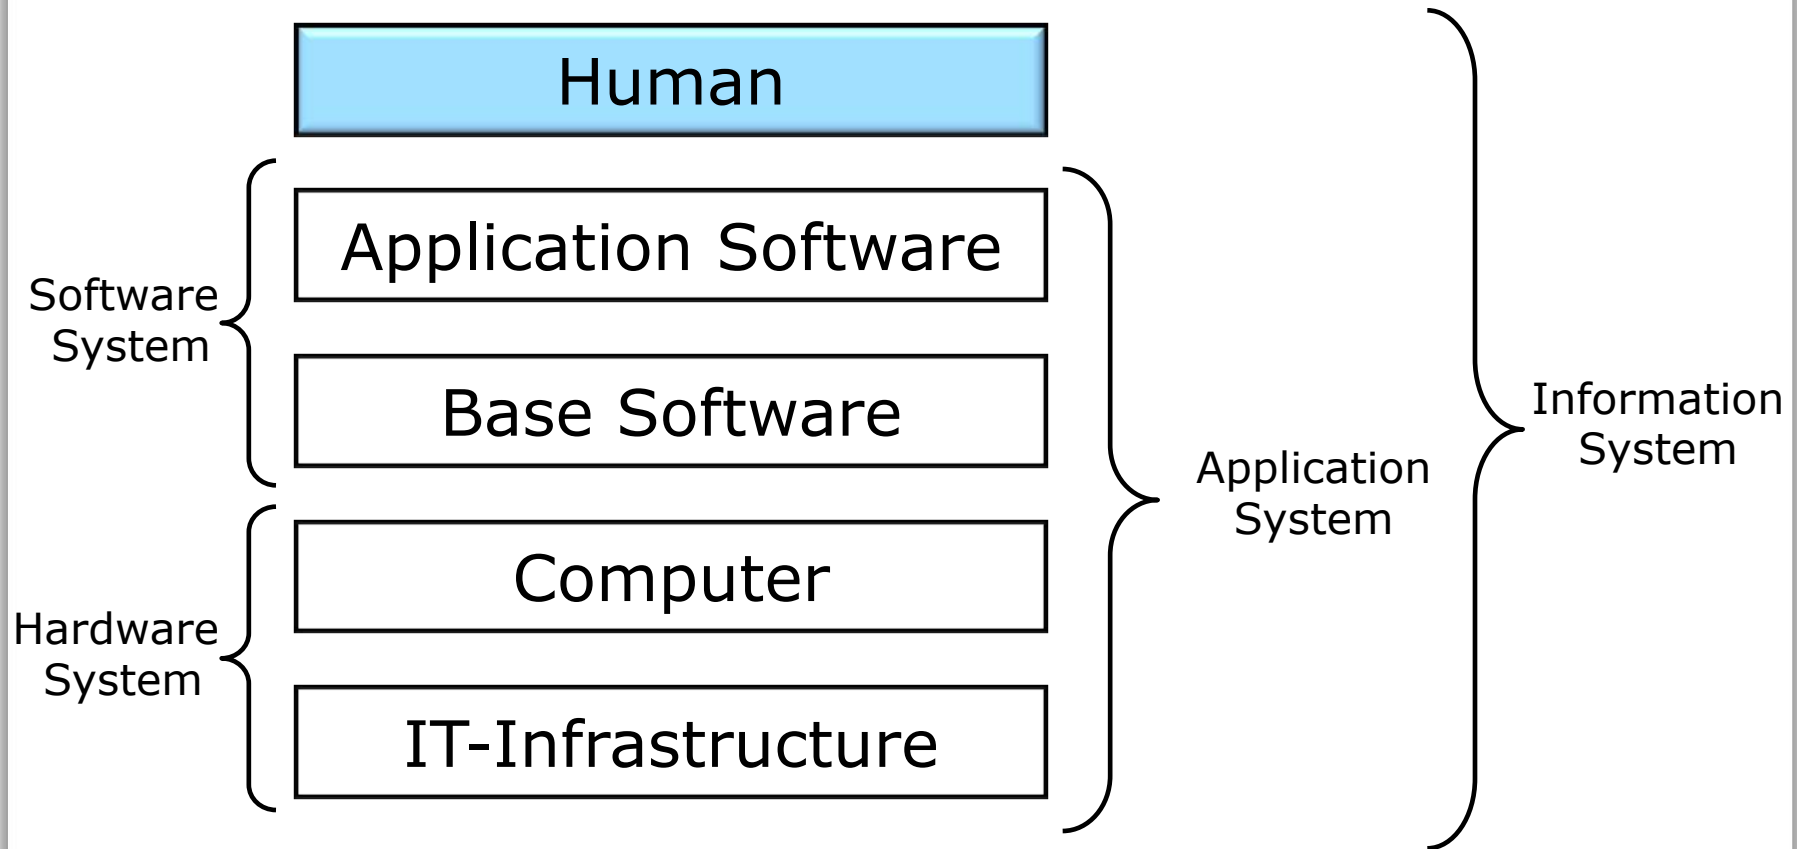 Human
Application Software
Software
System
Base Software
Information
System
Application
System
Computer
Hardware
System
IT-Infrastructure